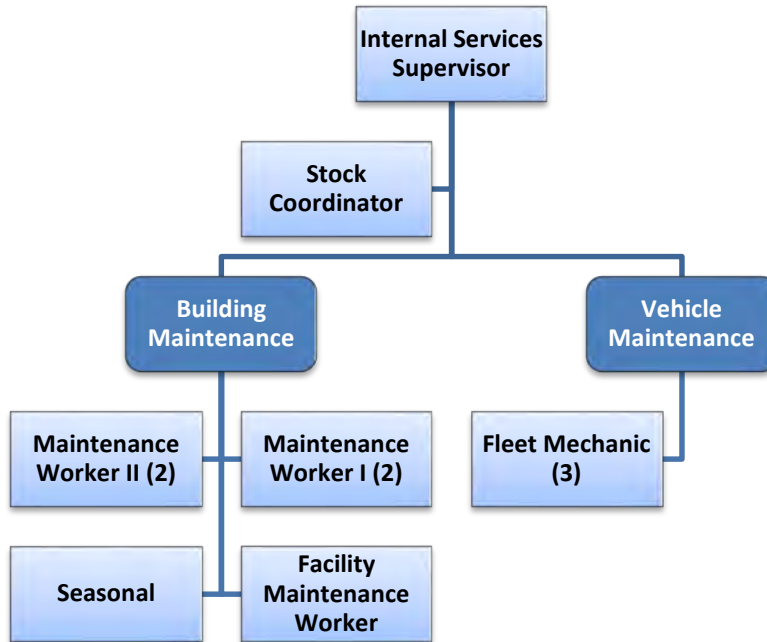 Internal Services
Supervisor
Stock
Coordinator
Building
Maintenance
Vehicle
Maintenance
Maintenance
Worker II (2)
Maintenance
Worker I (2)
Fleet Mechanic
(3)
Seasonal
Facility
Maintenance
Worker